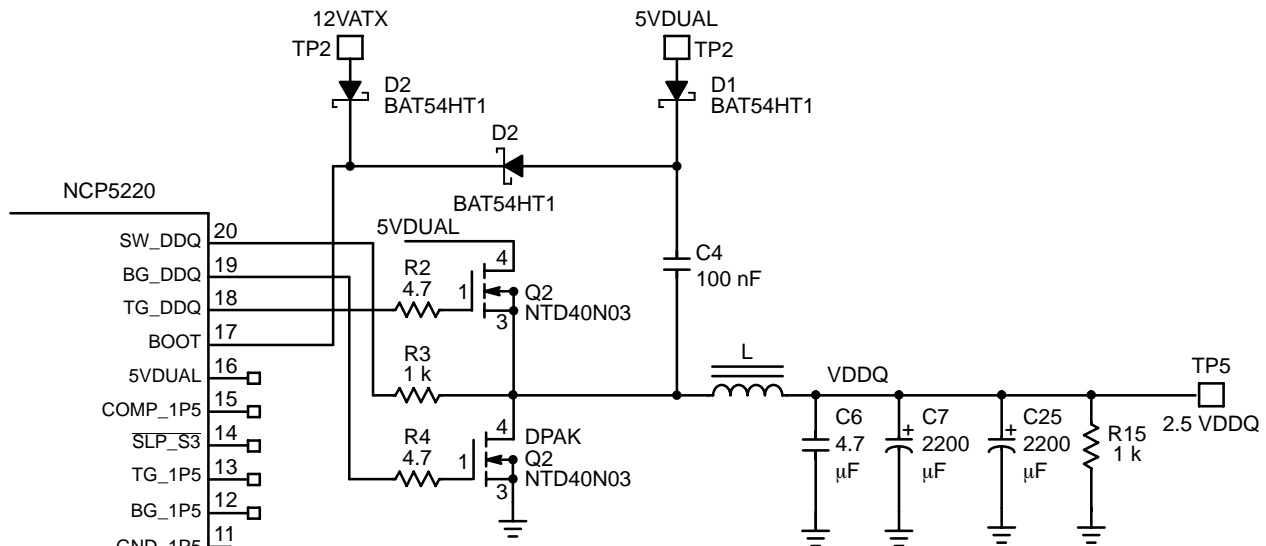 12VATX
5VDUAL
TP2
TP2
D2
BAT54HT1
D1
BAT54HT1
D2
BAT54HT1
NCP5220
5VDUAL
SW_DDQ 20
BG_DDQ 19
TG_DDQ 18
BOOT 17
5VDUAL 16
COMP_1P5 15
SLP_S3 14
TG_1P5 13
BG_1P5 12
GND_1P5 11
R2
4.7
4
1
3
Q2
NTD40N03
C4
100 nF
R3
1 k
R4
4.7
4
1
3
DPAK
Q2
NTD40N03
L
VDDQ
TP5
2.5 VDDQ
C6
4.7
µF
+
C7
2200
µF
+
C25
2200
µF
R15
1 k